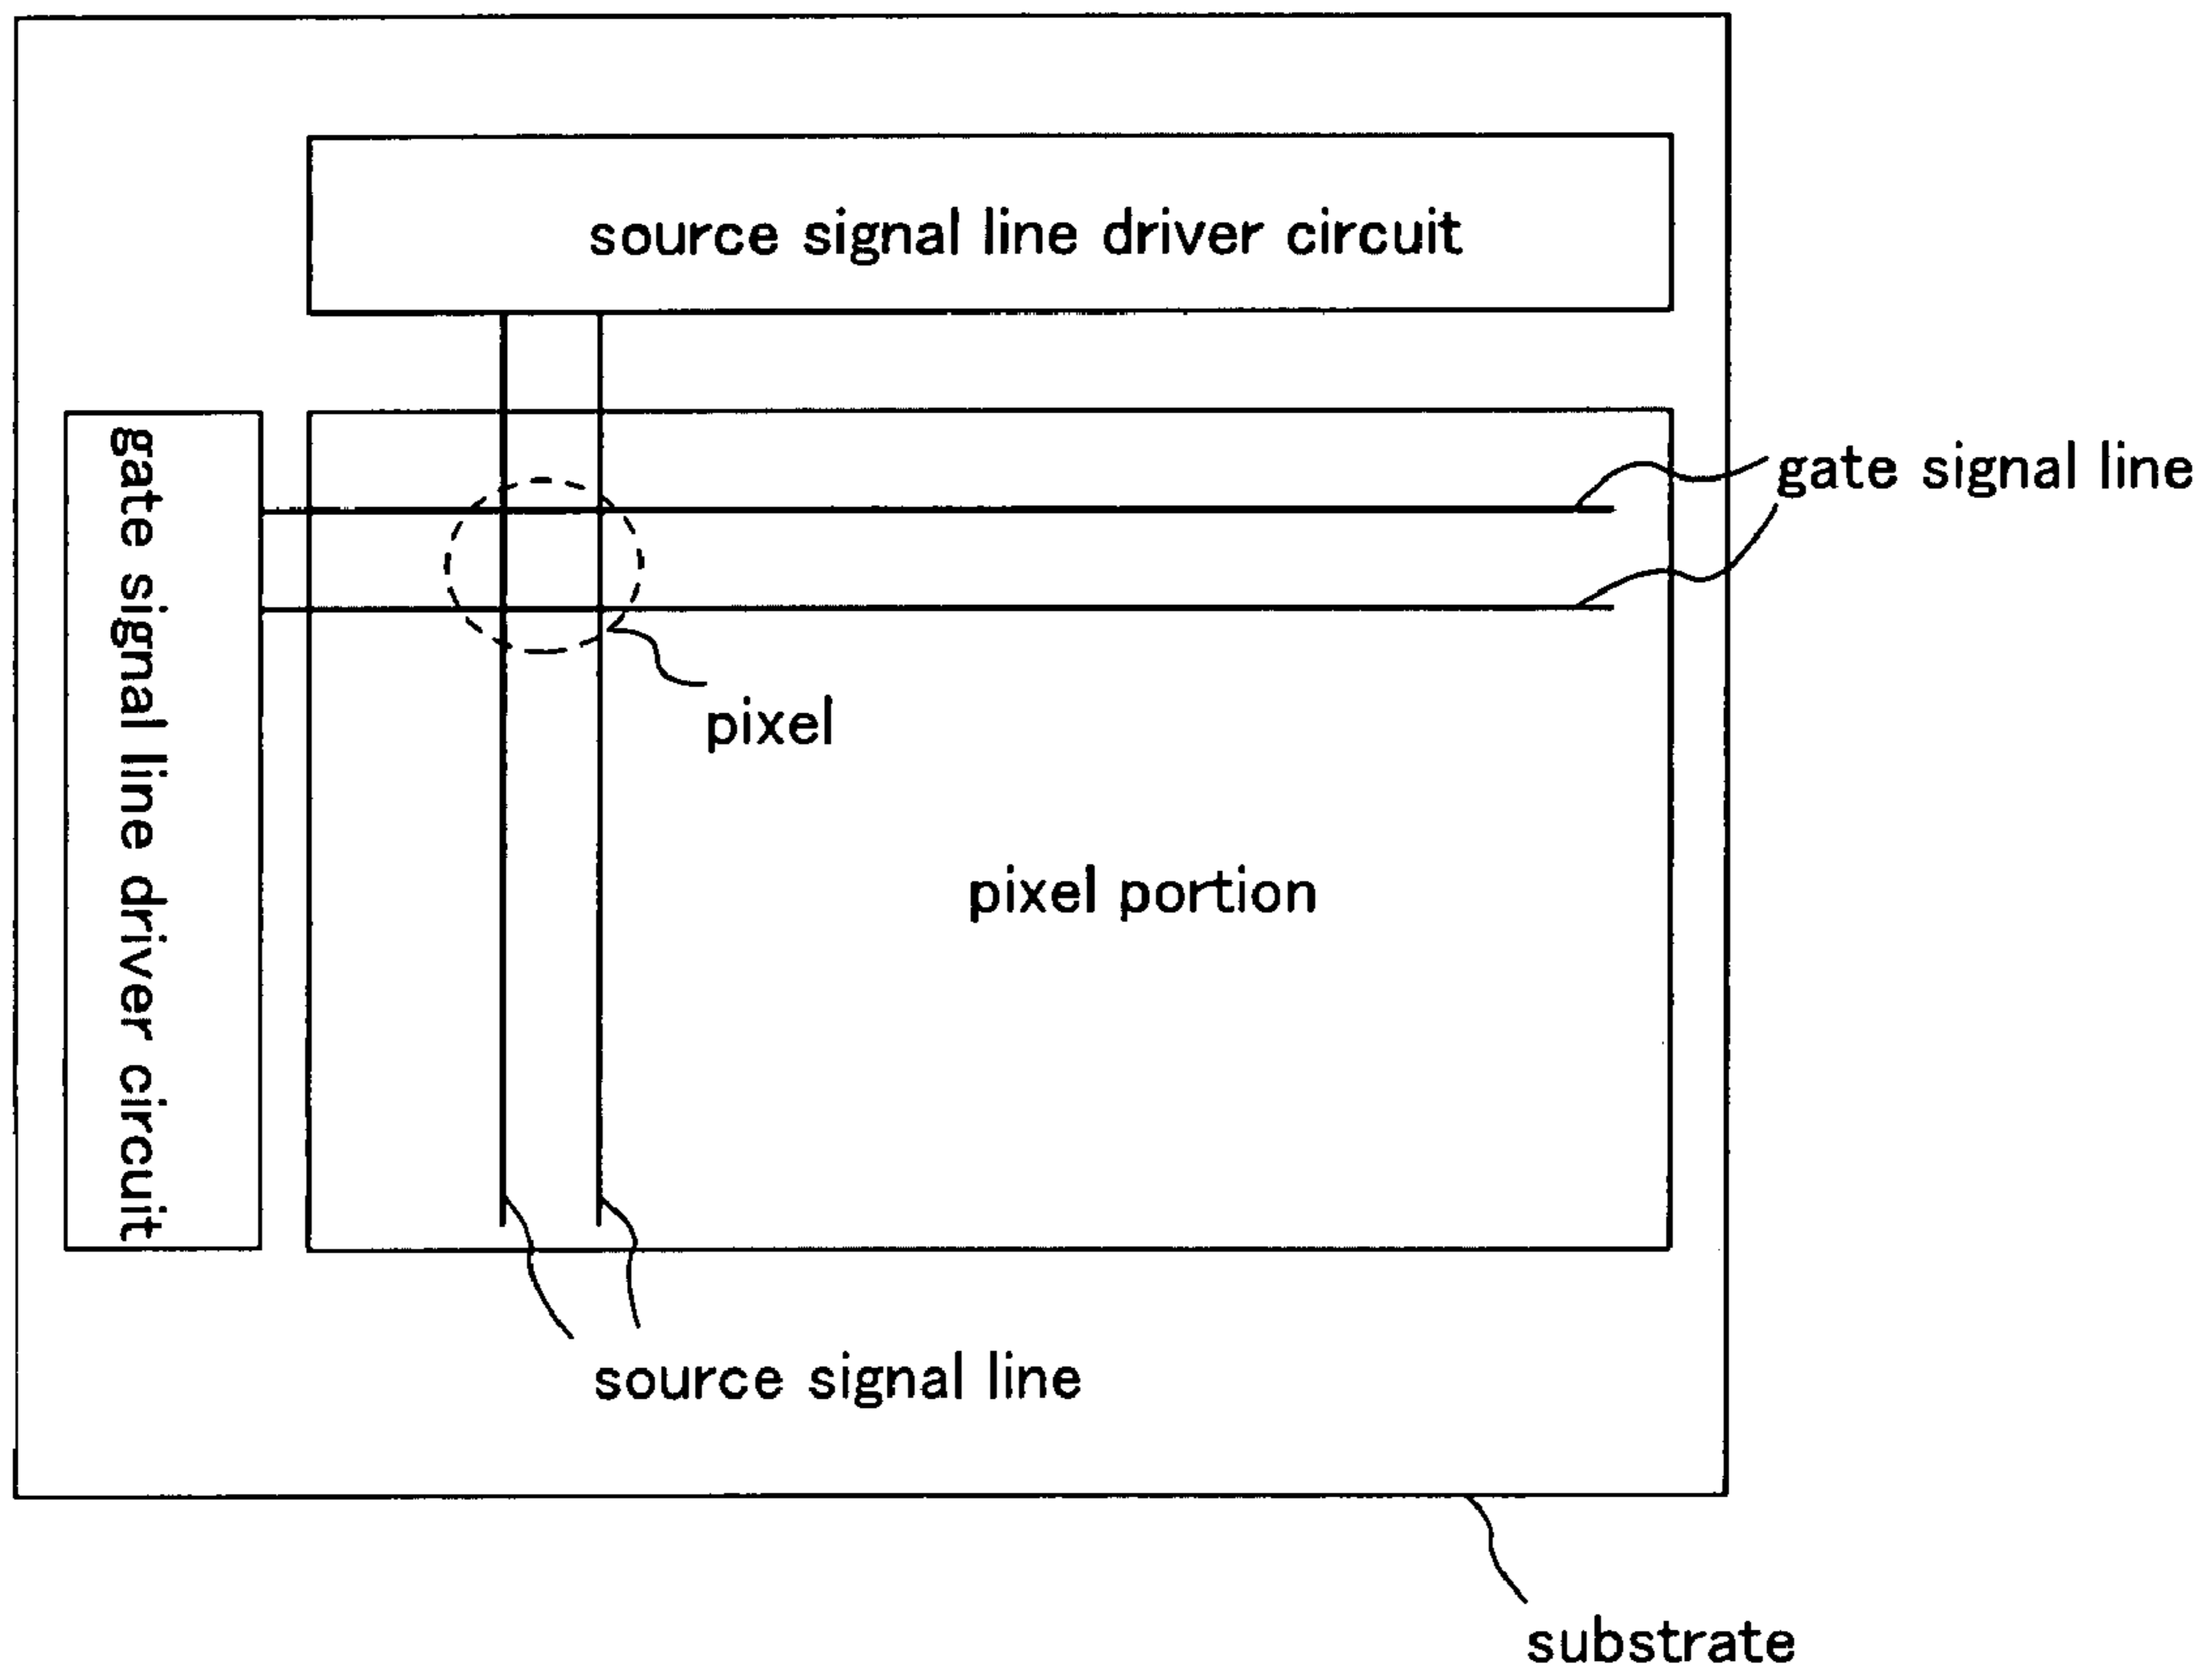 source signal line driver circuit
gate signal line driver circuit
gate signal line
pixel
pixel portion
source signal line
substrate